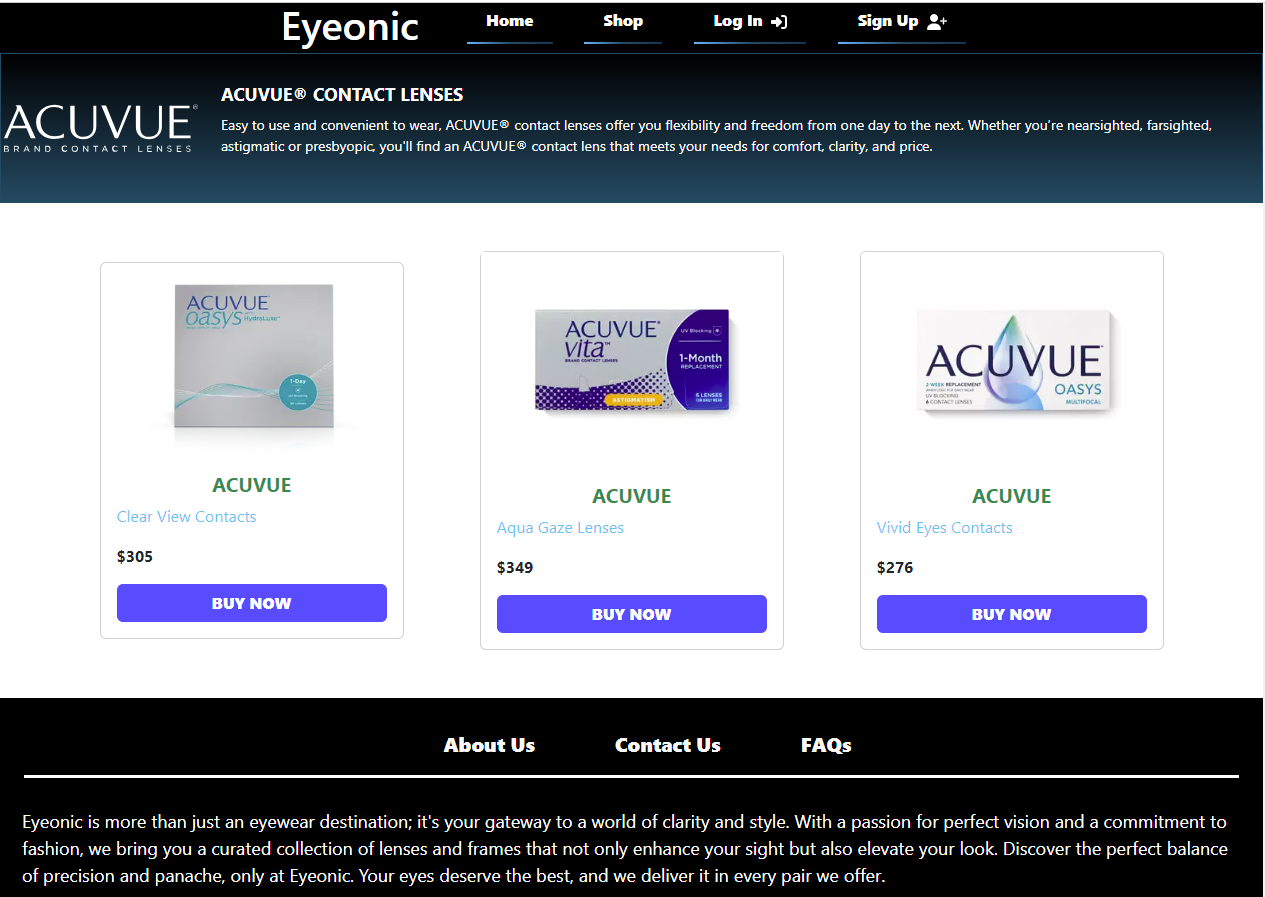 Eyeonic
Home
Shop
Log In
Sign Up
ACUVUE®
BRAND CONTACT LENSES
ACUVUE® CONTACT LENSES
Easy to use and convenient to wear, ACUVUE® contact lenses offer you flexibility and freedom from one day to the next. Whether you're nearsighted, farsighted,
astigmatic or presbyopic, you'll find an ACUVUE® contact lens that meets your needs for comfort, clarity, and price.
ACUVUE
oasys
HydraLuxe™
1-Day
ACUVUE
Clear View Contacts
$305
BUY NOW
ACUVUE®
vita™
BRAND CONTACT LENSES
UV Blocking
1-Month
REPLACEMENT
ASTIGMATISM
6 LENSES
ACUVUE
Aqua Gaze Lenses
$349
BUY NOW
ACUVUE®
2 WEEK REPLACEMENT
UV BLOCKING
6 CONTACT LENSES
OASYS
MULTIFOCAL
ACUVUE
Vivid Eyes Contacts
$276
BUY NOW
About Us
Contact Us
FAQs
Eyeonic is more than just an eyewear destination; it's your gateway to a world of clarity and style. With a passion for perfect vision and a commitment to
fashion, we bring you a curated collection of lenses and frames that not only enhance your sight but also elevate your look. Discover the perfect balance
of precision and panache, only at Eyeonic. Your eyes deserve the best, and we deliver it in every pair we offer.